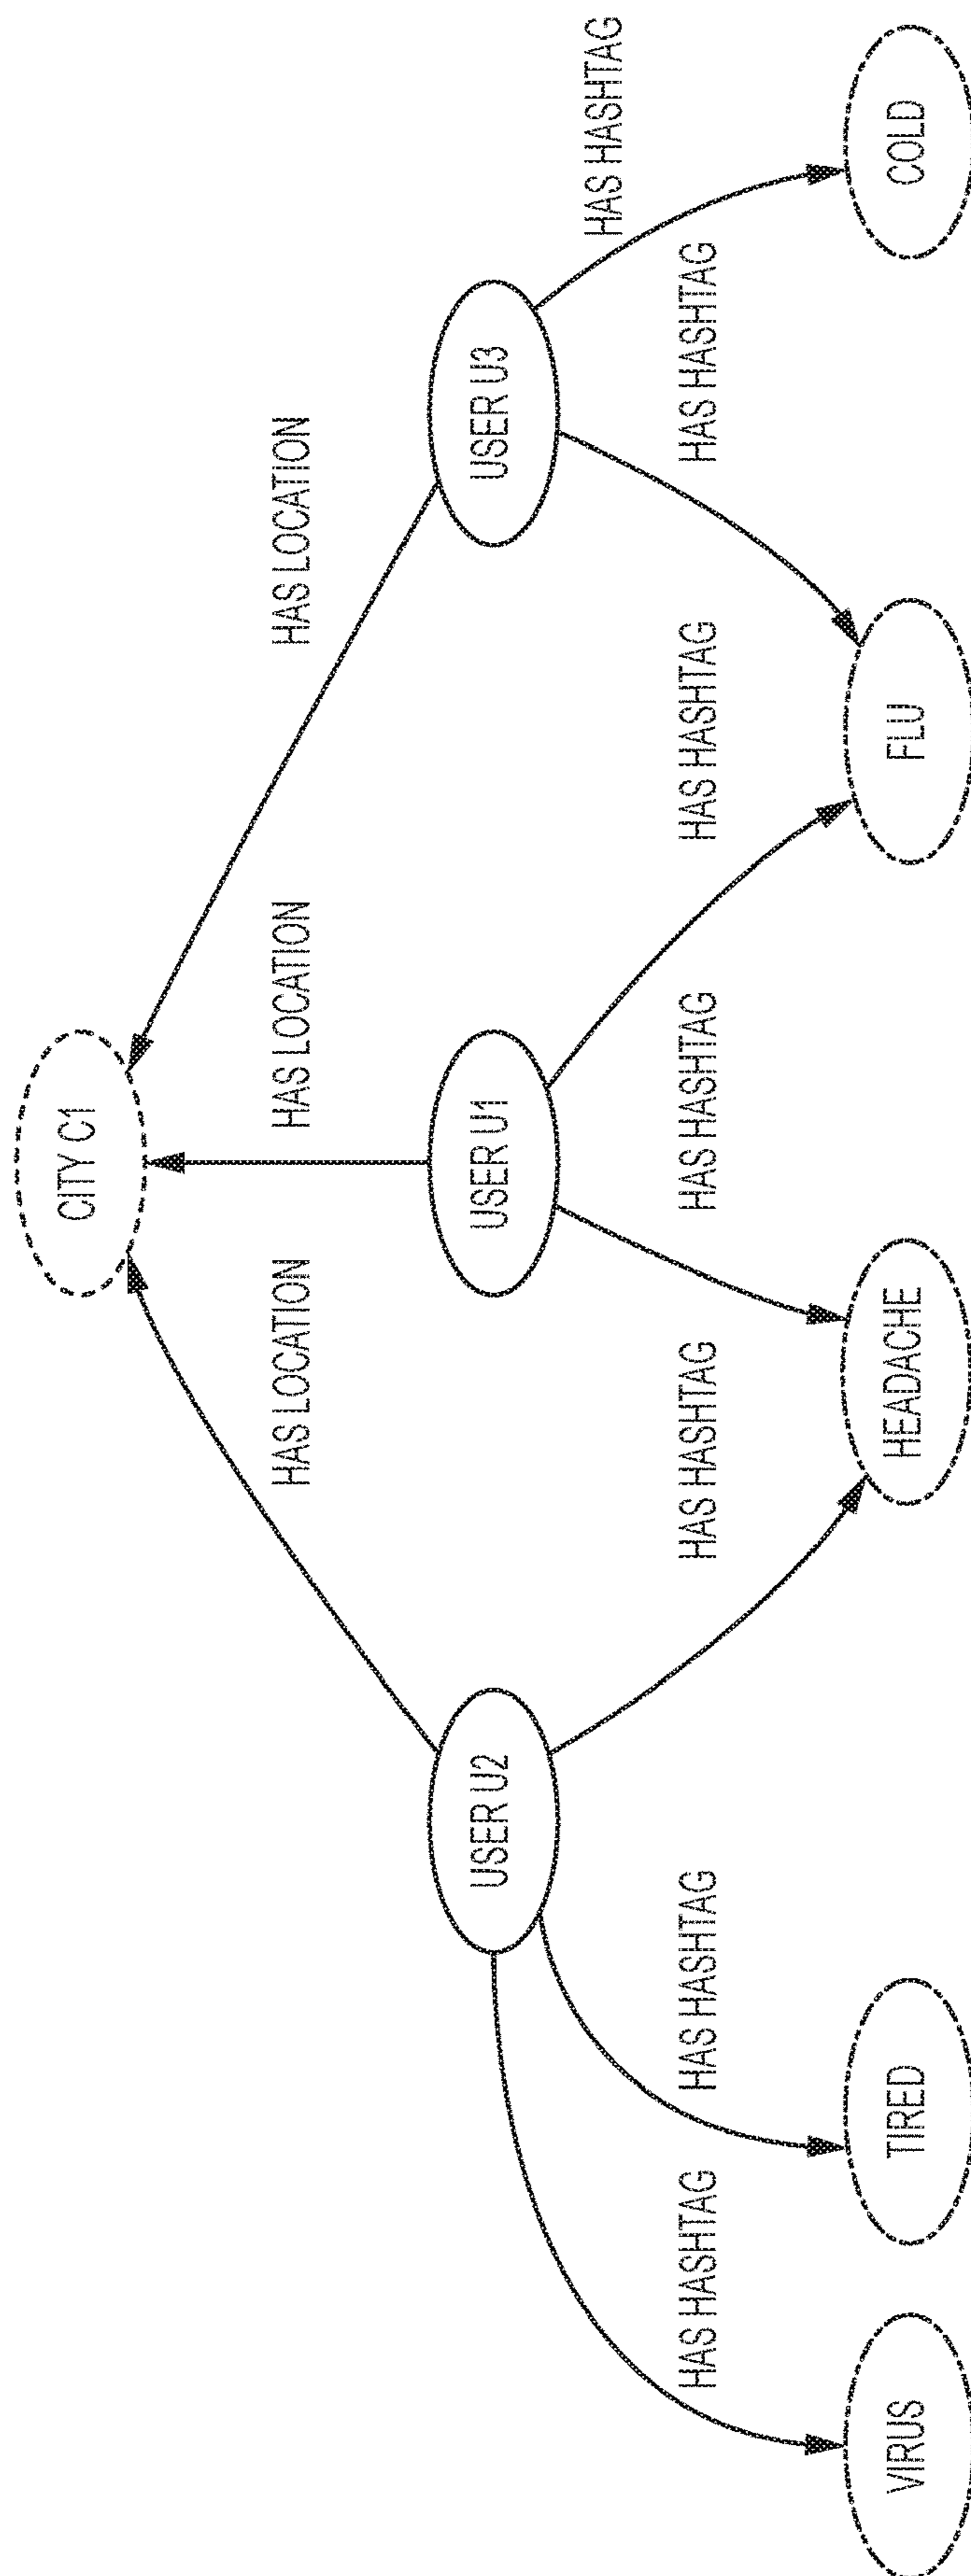 CITY C1
HAS LOCATION
HAS LOCATION
HAS LOCATION
USER U2
USER U1
USER U3
HAS HASHTAG
HAS HASHTAG
HAS HASHTAG
HAS HASHTAG
HAS HASHTAG
HAS HASHTAG
HAS HASHTAG
VIRUS
TIRED
HEADACHE
FLU
COLD